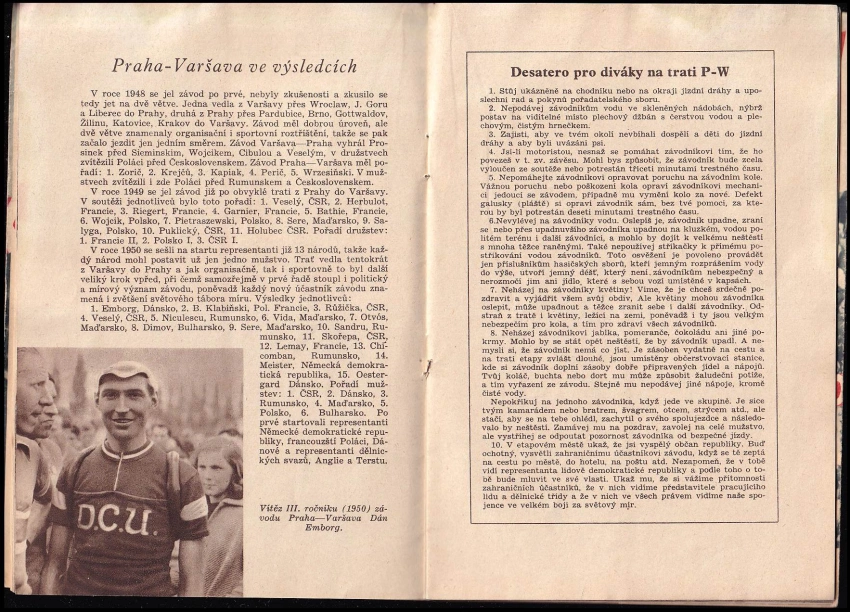 Praha-Varšava ve výsledcích
V roce 1948 se jel závod po prvé, nebyly zkušenosti a zkusilo se
tedy jet na dvě větve. Jedna vedla z Varšavy přes Wroclaw, J. Goru
a Liberec do Prahy, druhá z Prahy přes Pardubice, Brno, Gottwaldov,
Žilinu, Katovice, Krakov do Varšavy. Závod měl dobrou úroveň, ale
dvě větve znamenaly organisační i sportovní roztříštění, takže se pak
začalo jezdit jen jedním směrem. Závod Varšava—Praha vyhrál Pro-
sinek před Sieminskim, Wojcikem, Cibulou a Veselým, v družstvech
zvítězili Poláci před Československem. Závod Praha—Varšava měl po-
řadí: 1. Zorič, 2. Krejčů, 3. Kapiak, 4. Perič, 5. Wrzesiński. V muž-
stvech zvítězili i zde Poláci před Rumunskem a Československem.
V roce 1949 se jel závod již po obvyklé trati z Prahy do Varšavy.
V soutěži jednotlivců bylo toto pořadí: 1. Veselý, ČSR, 2. Herbulot,
Francie, 3. Riegert, Francie, 4. Garnier, Francie, 5. Bathie, Francie,
6. Wojcik, Polsko, 7. Pietraszewski, Polsko, 8. Sere, Maďarsko, 9. Sa-
lyga, Polsko, 10. Puklický, ČSR, 11. Holubec ČSR. Pořadí družstev:
1. Francie II, 2. Polsko I, 3. ČSR I.
V roce 1950 se sešli na startu representanti již 13 národů, takže kaž-
dý národ mohl postavit už jen jedno mužstvo. Trať vedla tentokrát
z Varšavy do Prahy a jak organisačně, tak i sportovně to byl další
veliký krok vpřed, při čemž samozřejmě v prvé řadě stoupl i politický
a mírový význam závodu, poněvadž každý nový účastník závodu zna-
mená i zvětšení světového tábora míru. Výsledky jednotlivců:
1. Emborg, Dánsko, 2. B. Klabiński, Pol. Francie, 3. Růžička, ČSR,
4. Veselý, ČSR, 5. Niculescu, Rumunsko, 6. Vida, Maďarsko, 7. Otvös,
Maďarsko, 8. Dimov, Bulharsko, 9. Sere, Maďarsko, 10. Sandru, Ru-
munsko, 11. Skořepa, ČSR,
12. Lemay, Francie, 13. Chi-
comban, Rumunsko, 14.
Meister, Německá demokra-
tická republika, 15. Oester-
gard Dánsko. Pořadí muž-
stev: 1. ČSR, 2. Dánsko, 3.
Rumunsko, 4. Maďarsko, 5.
Polsko, 6. Bulharsko. Po
prvé startovali representanti
Německé demokratické repu-
bliky, francouzští Poláci, Dá-
nové a representanti dělnic-
kých svazů, Anglie a Terstu.
D.C.U.
Vítěz III. ročníku (1950) zá-
vodu Praha—Varšava Dán
Emborg.
Desatero pro diváky na trati P-W
1. Stůj ukázněně na chodníku nebo na okraji jízdní dráhy a upo-
slechni rad a pokynů pořadatelského sboru.
2. Nepodávej závodníkům vodu ve skleněných nádobách, nýbrž
postav na viditelné místo plechový džbán s čerstvou vodou a ple-
chovým, čistým hrnečkem.
3. Zajisti, aby ve tvém okolí nevbíhali dospělí a děti do jízdní
dráhy a aby byli uvázáni psi.
4. Jsi-li motoristou, nesnaž se pomáhat závodníkovi tím, že ho
povezeš v t. zv. závěsu. Mohl bys způsobit, že závodník bude zcela
vyloučen ze soutěže nebo potrestán třiceti minutami trestného času.
5. Nepomáhejte závodníkovi opravovat poruchu na závodním kole.
Vážnou poruchu nebo poškození kola opraví závodníkovi mechani-
ci jedoucí se závodem, případně mu vymění kolo za nové. Defekt
galusky (pláště) si opraví závodník sám, bez tvé pomoci, za kte-
rou by byl potrestán deseti minutami trestného času.
6.Nevylévej na závodníky vodu. Oslepíš je, závodník upadne, zraní
se nebo přes upadnuvšího závodníka upadnou na kluzkém, vodou po-
litém terénu i další závodníci, a mohlo by dojít k velikému neštěstí
s mnoha těžce raněnými. Také nepoužívej stříkačky k přímému po-
střikování vodou závodníků. Toto osvěžení je povoleno provádět
jen příslušníkům hasičských sborů, kteří jemným rozprášením vody
do výše, utvoří jemný déšť, který není závodníkům nebezpečný a
nerozmočí jim ani jídlo, které s sebou vozí umístěné v kapsách.
7. Neházej na závodníky květiny! Víme, že je chceš srdečně po-
zdravit a vyjádřit všem svůj obdiv, Ale květiny mohou závodníka
oslepit, může upadnout a těžce zranit sebe i další závodníky. Od-
straň z tratě i květiny, ležící na zemi, poněvadž i ty jsou velkým
nebezpečím pro kola, a tím pro zdraví všech závodníků.
8. Neházej závodníkovi jablka, pomeranče, čokoládu ani jiné po-
krmy. Mohlo by se stát opět neštěstí, že by závodník upadl. A ne-
mysli si, že závodník nemá co jíst. Je zásoben vydatně na cestu a
na trati etapy zvlášť dlouhé, jsou umístěny občerstvovací stanice,
kde si závodník doplní zásoby dobře připravených jídel a nápojů.
Tvůj koláč, buchta nebo dort mu může způsobit žaludeční potíže,
a tím vyřazení ze závodu. Stejně mu nepodávej jiné nápoje, kromě
čisté vody.
Nepokřikuj na jednoho závodníka, když jede ve skupině. Je sice
tvým kamarádem nebo bratrem, švagrem, otcem, strýcem atd., ale
stačí, aby se na tebe ohlédl, zachytil o svého spolujezdce a následo-
valo by neštěstí. Zamávej mu na pozdrav, zavolej na celé mužstvo,
ale vystříhej se odpoutat pozornost závodníka od bezpečné jízdy.
10. V etapovém městě ukaž, že jsi vyspělý občan republiky. Buď
ochotný, vysvětli zahraničnímu účastníkovi závodu, když se tě zeptá
na cestu po městě, do hotelu, na poštu atd. Nezapomeň, že v tobě
vidí representanta lidově demokratické republiky a podle toho o to-
bě bude mluvit ve své vlasti. Ukaž mu, že si vážíme přítomnosti
zahraničních účastníků, že v nich vidíme představitele pracujícího
lidu a dělnické třídy a že v nich ve všech právem vidíme naše spo-
jence ve velkém boji za světový mír.